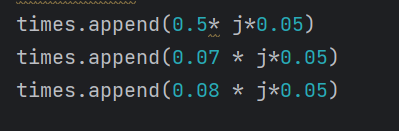 times.append(0.5* j*0.05)
times.append(0.07 * j*0.05)
times.append(0.08 * j*0.05)